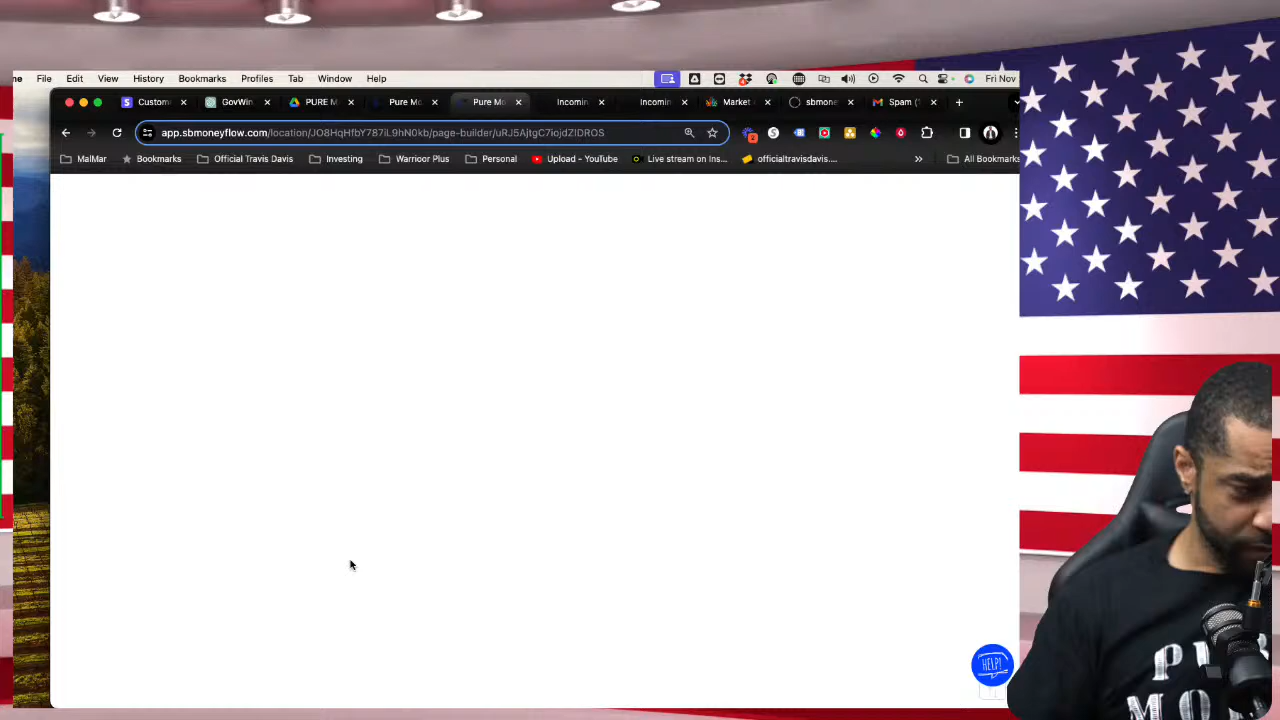 File Edit View History Bookmarks Profiles Tab Window Help Fri Nov
Custom GovWin PURE M Pure Mo Pure Mo Incomin Incomin Market sbmone Spam (
app.sbmoneyflow.com/location/JO8HqHfbY787iL9hN0kb/page-builder/uRJ5AjtgC7iojdZIDROS
MalMar Bookmarks Official Travis Davis Investing Warrioor Plus Personal Upload - YouTube Live stream on Ins... officialtravisdavis.... All Bookmarks
HELP!